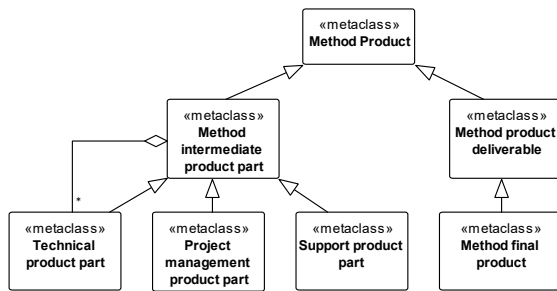 «metaclass»
Method Product
«metaclass»
Method
intermediate
product part
«metaclass»
Method product
deliverable
*
«metaclass»
Technical
product part
«metaclass»
Project
management
product part
«metaclass»
Support product
part
«metaclass»
Method final
product